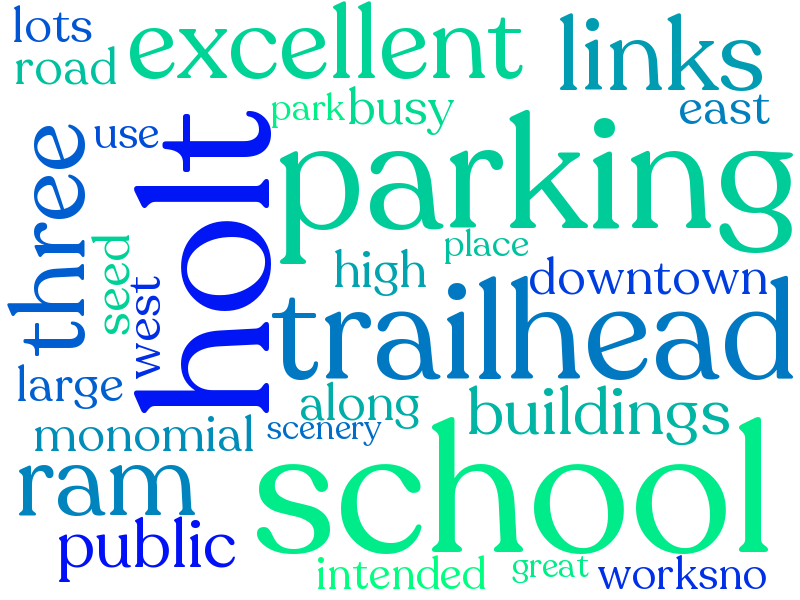 lots
excellent
links
road
east
park
busy
use
three
holt
parking
seed
west
place
high
downtown
trailhead
large
along
buildings
monomial
scenery
ram
school
public
intended
great
worksno